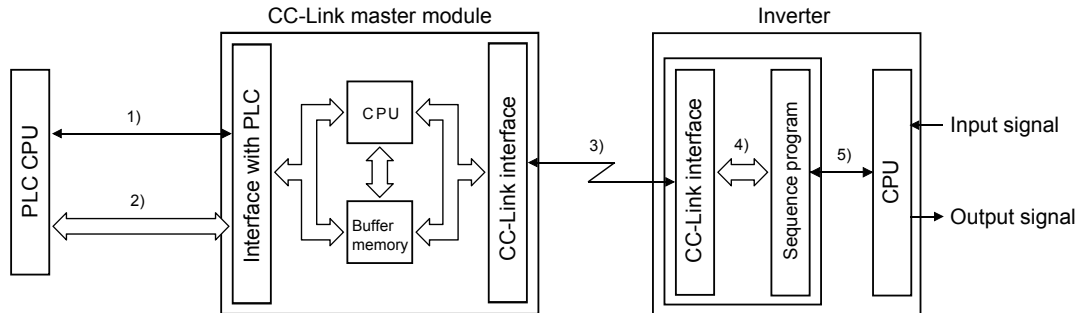 CC-Link master module
Inverter
PLC CPU
1)
2)
Interface with PLC
CPU
Buffer
memory
CC-Link interface
3)
CC-Link interface
4)
Sequence program
5)
CPU
Input signal
Output signal